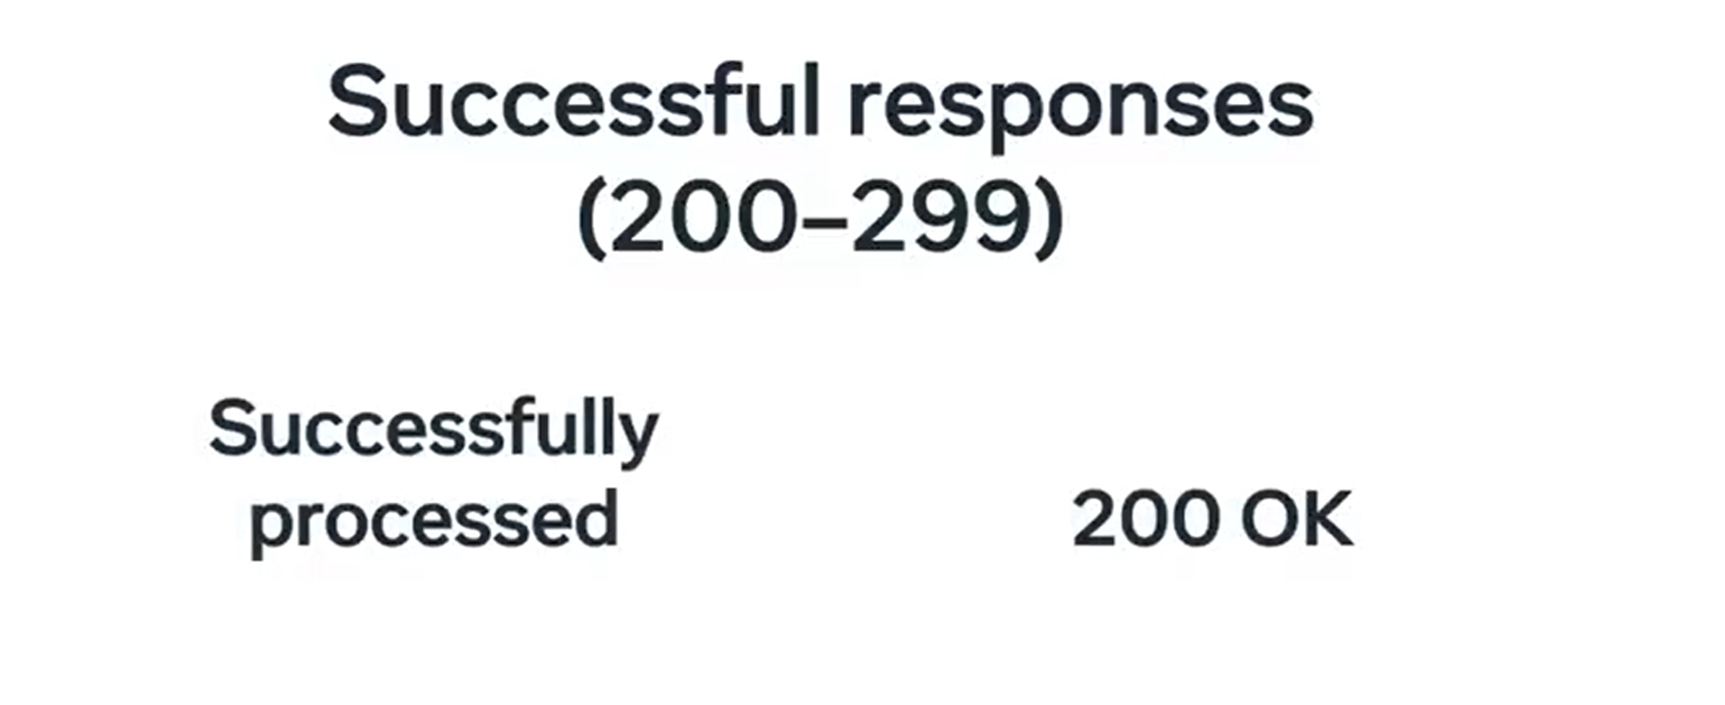 Successful responses
(200–299)
Successfully
processed
200 OK